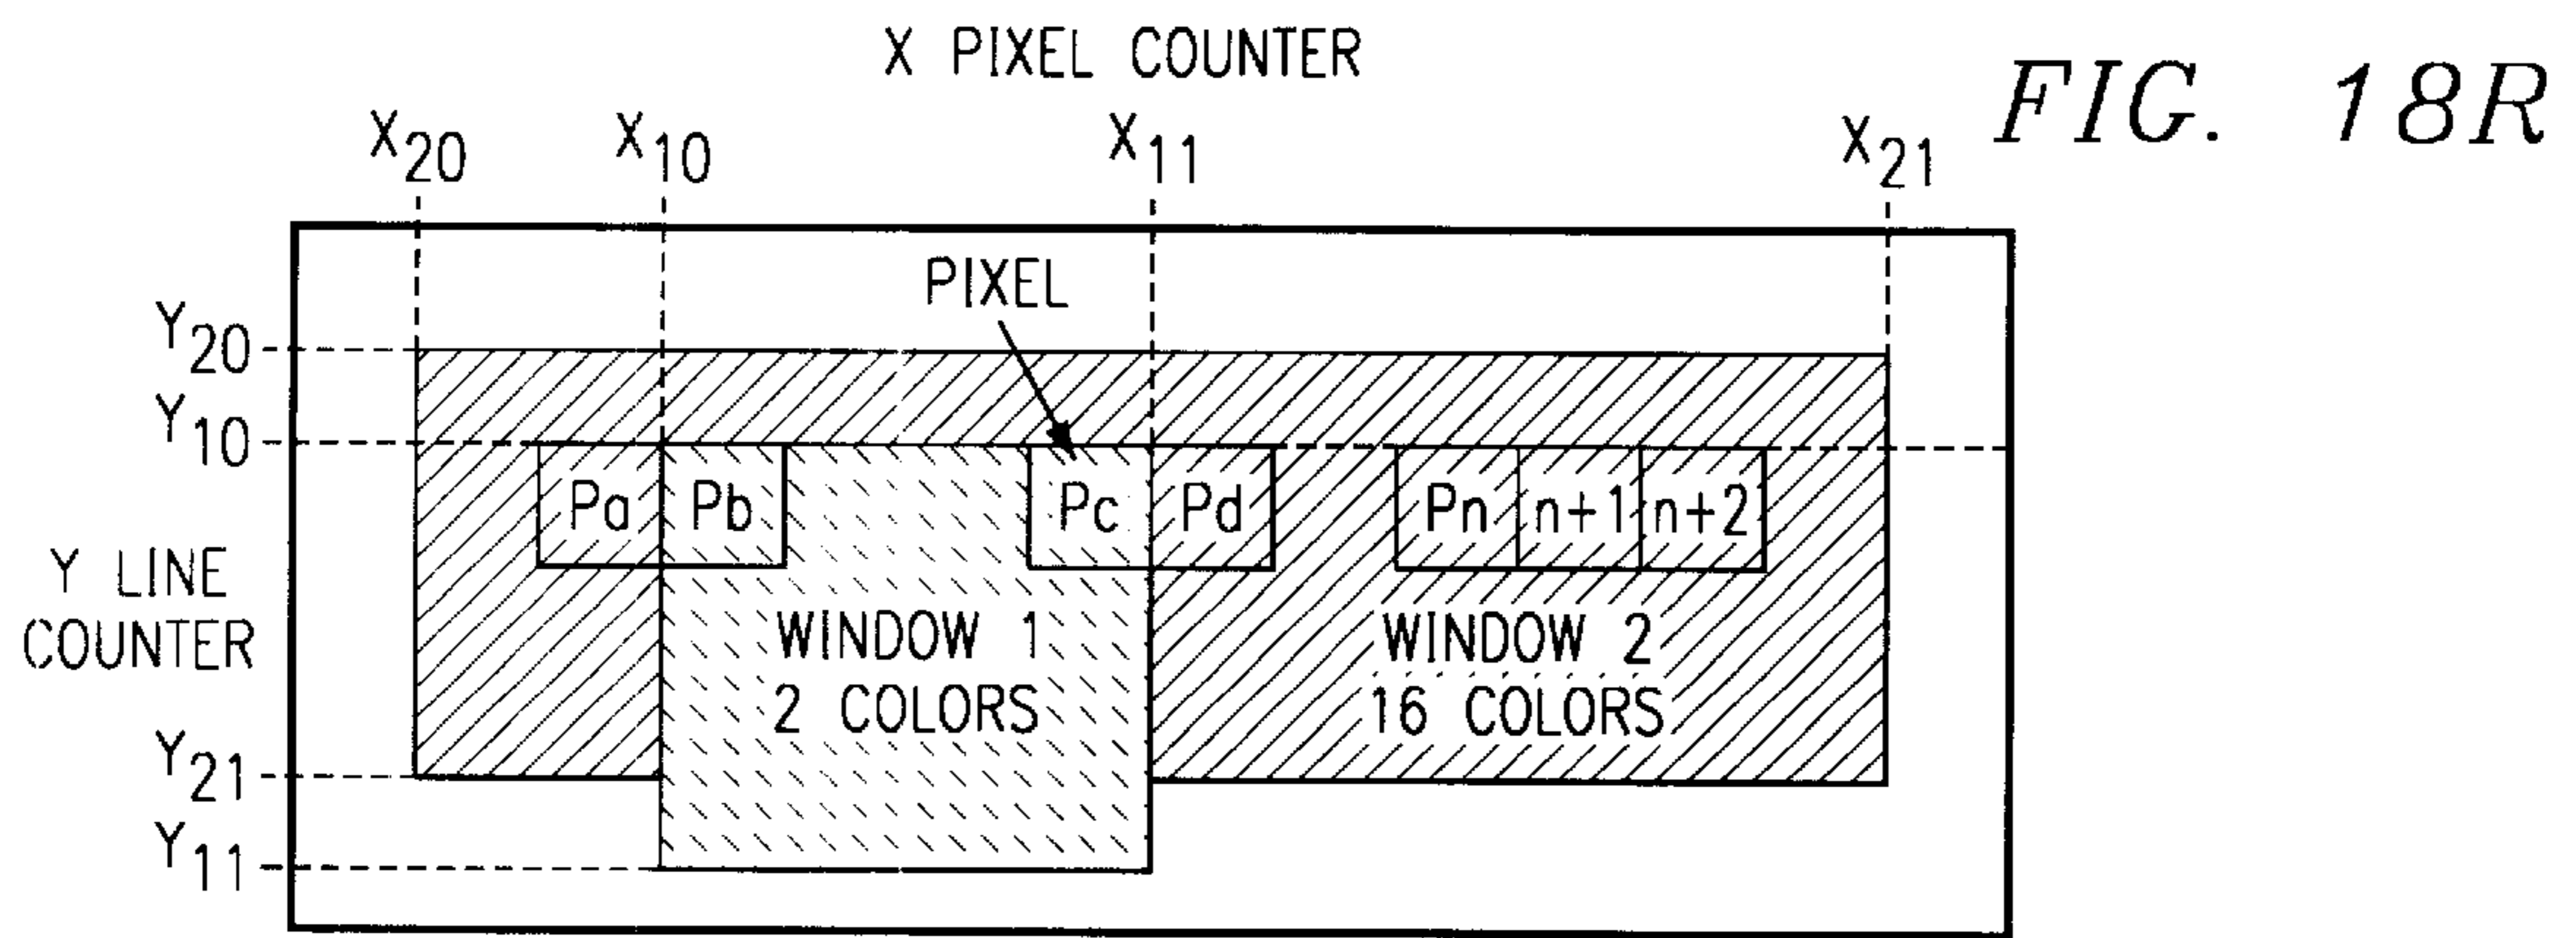 X PIXEL COUNTER
FIG. 18R
X20 X10 X11 X21
PIXEL
Y20
Y10
Pa Pb Pc Pd Pn n+1 n+2
Y LINE
COUNTER
WINDOW 1
2 COLORS
WINDOW 2
16 COLORS
Y21
Y11